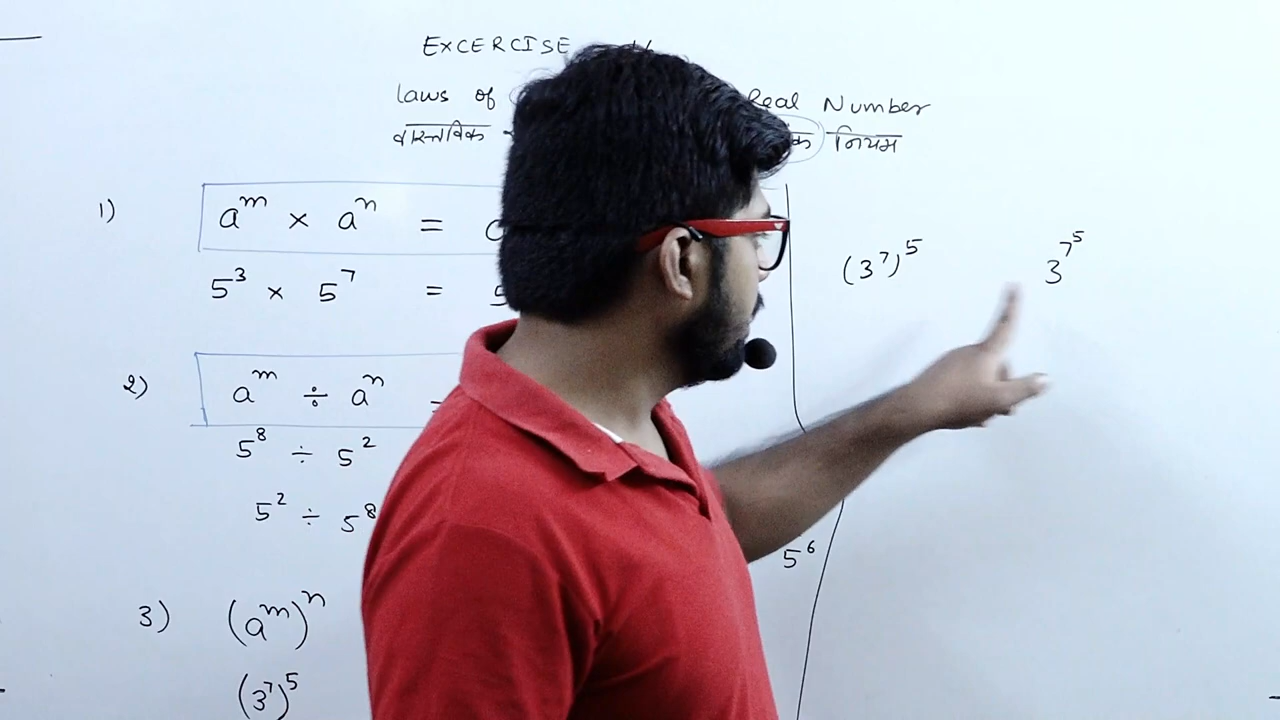 EXCERCISE
Laws of Real Number
वास्तविक नियम
1) a^m × a^n =
5^3 × 5^7 = 5
2) a^m ÷ a^n
5^8 ÷ 5^2
5^2 ÷ 5^8
5^6
3) (a^m)^n
(3^7)^5
(3^7)^5 3^7^5